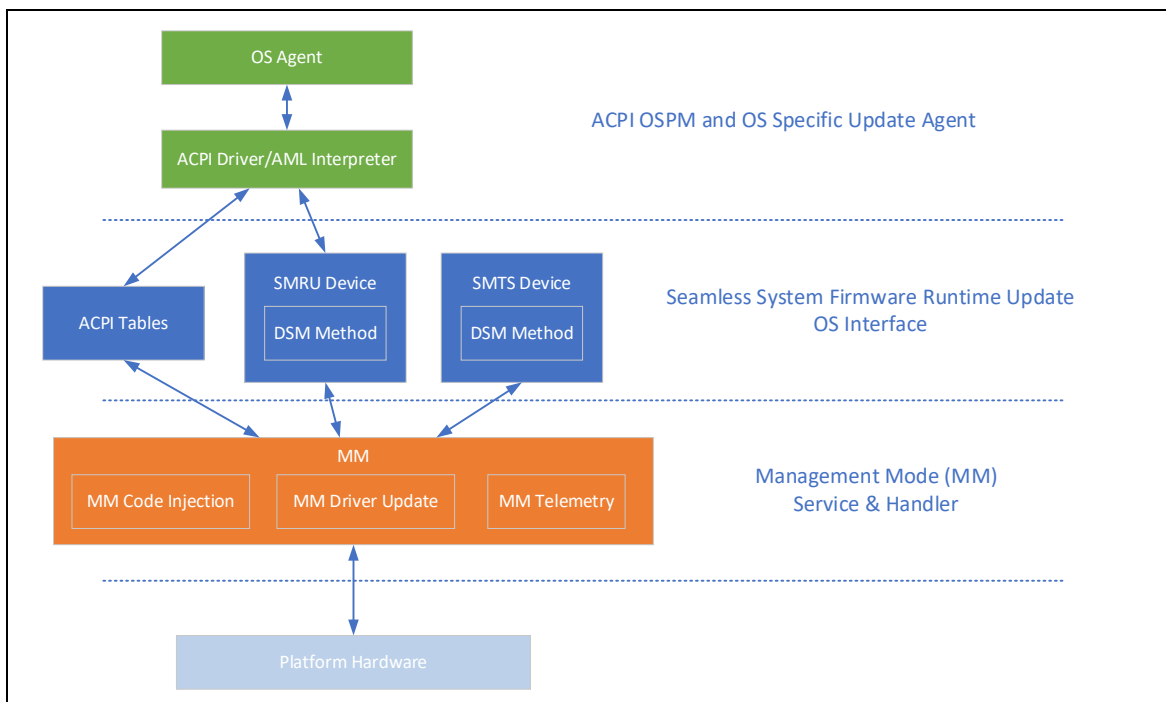 OS Agent
ACPI OSPM and OS Specific Update Agent
ACPI Driver/AML Interpreter
SMRU Device
DSM Method
SMTS Device
DSM Method
ACPI Tables
Seamless System Firmware Runtime Update
OS Interface
MM
MM Code Injection
MM Driver Update
MM Telemetry
Management Mode (MM)
Service & Handler
Platform Hardware